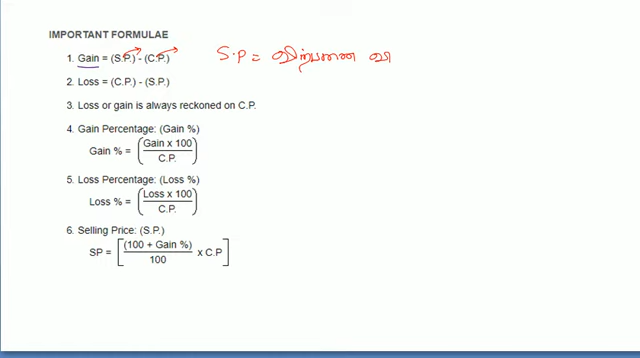 IMPORTANT FORMULAE
1. Gain = (S.P.) - (C.P.) S.P = விற்பனை
2. Loss = (C.P.) - (S.P.)
3. Loss or gain is always reckoned on C.P.
4. Gain Percentage: (Gain %)
Gain % = (Gain x 100 / C.P.)
5. Loss Percentage: (Loss %)
Loss % = (Loss x 100 / C.P.)
6. Selling Price: (S.P.)
SP = [(100 + Gain %) / 100 x C.P]